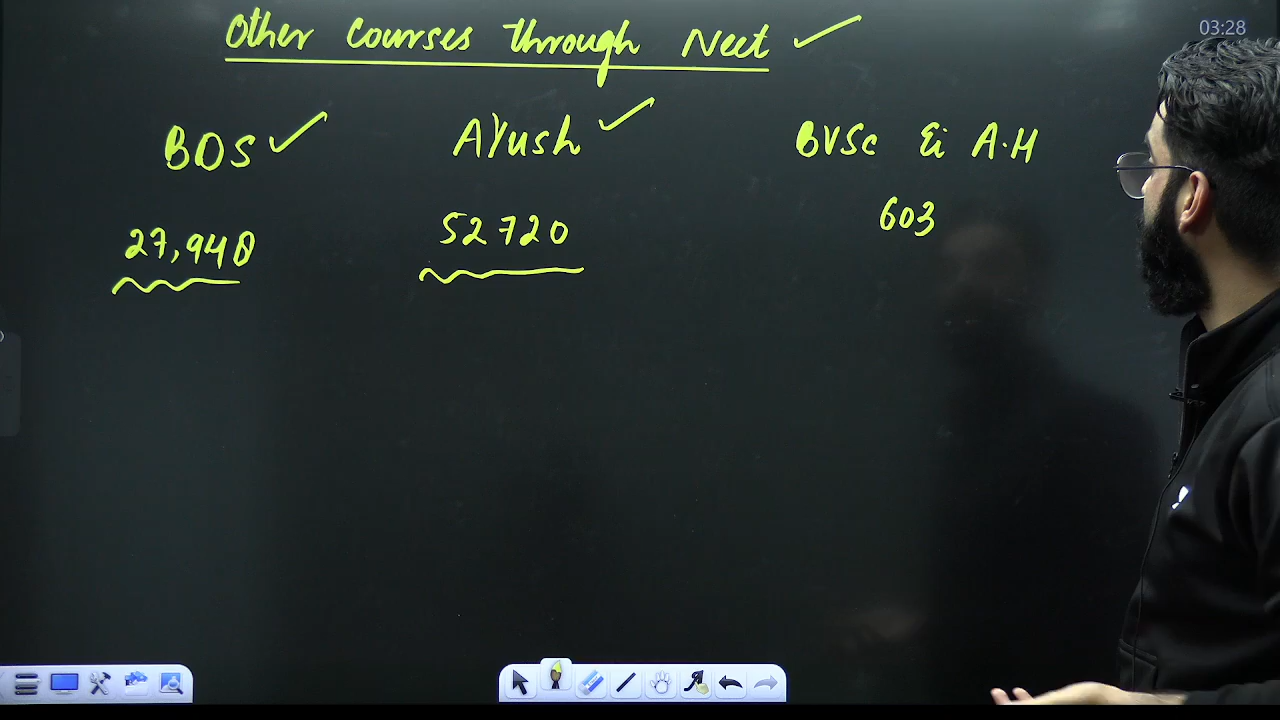 03:28
Other Courses through Neet
BDS AYush BVSc & A.H
27,940 52720 603